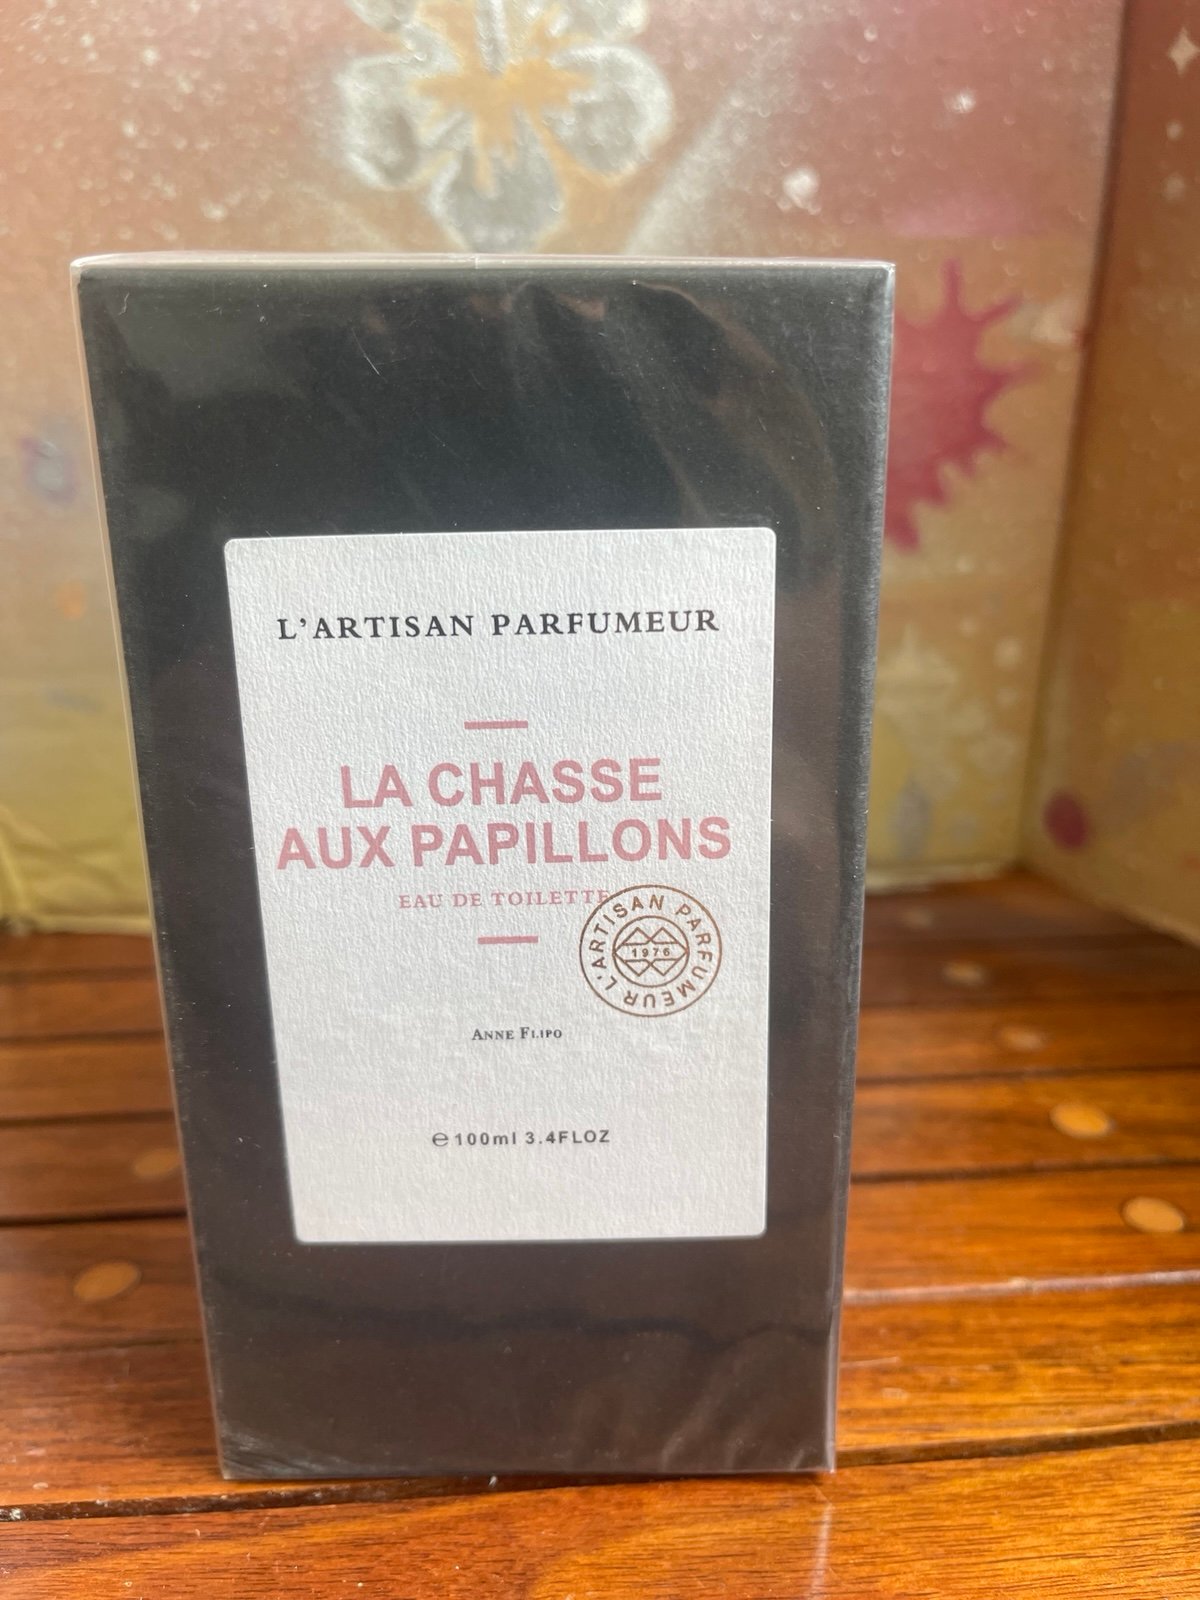 L'ARTISAN PARFUMEUR
LA CHASSE
AUX PAPILLONS
EAU DE TOILETTE
L'ARTISAN PARFUMEUR
1976
ANNE FLIPO
℮100ml 3.4FLOZ